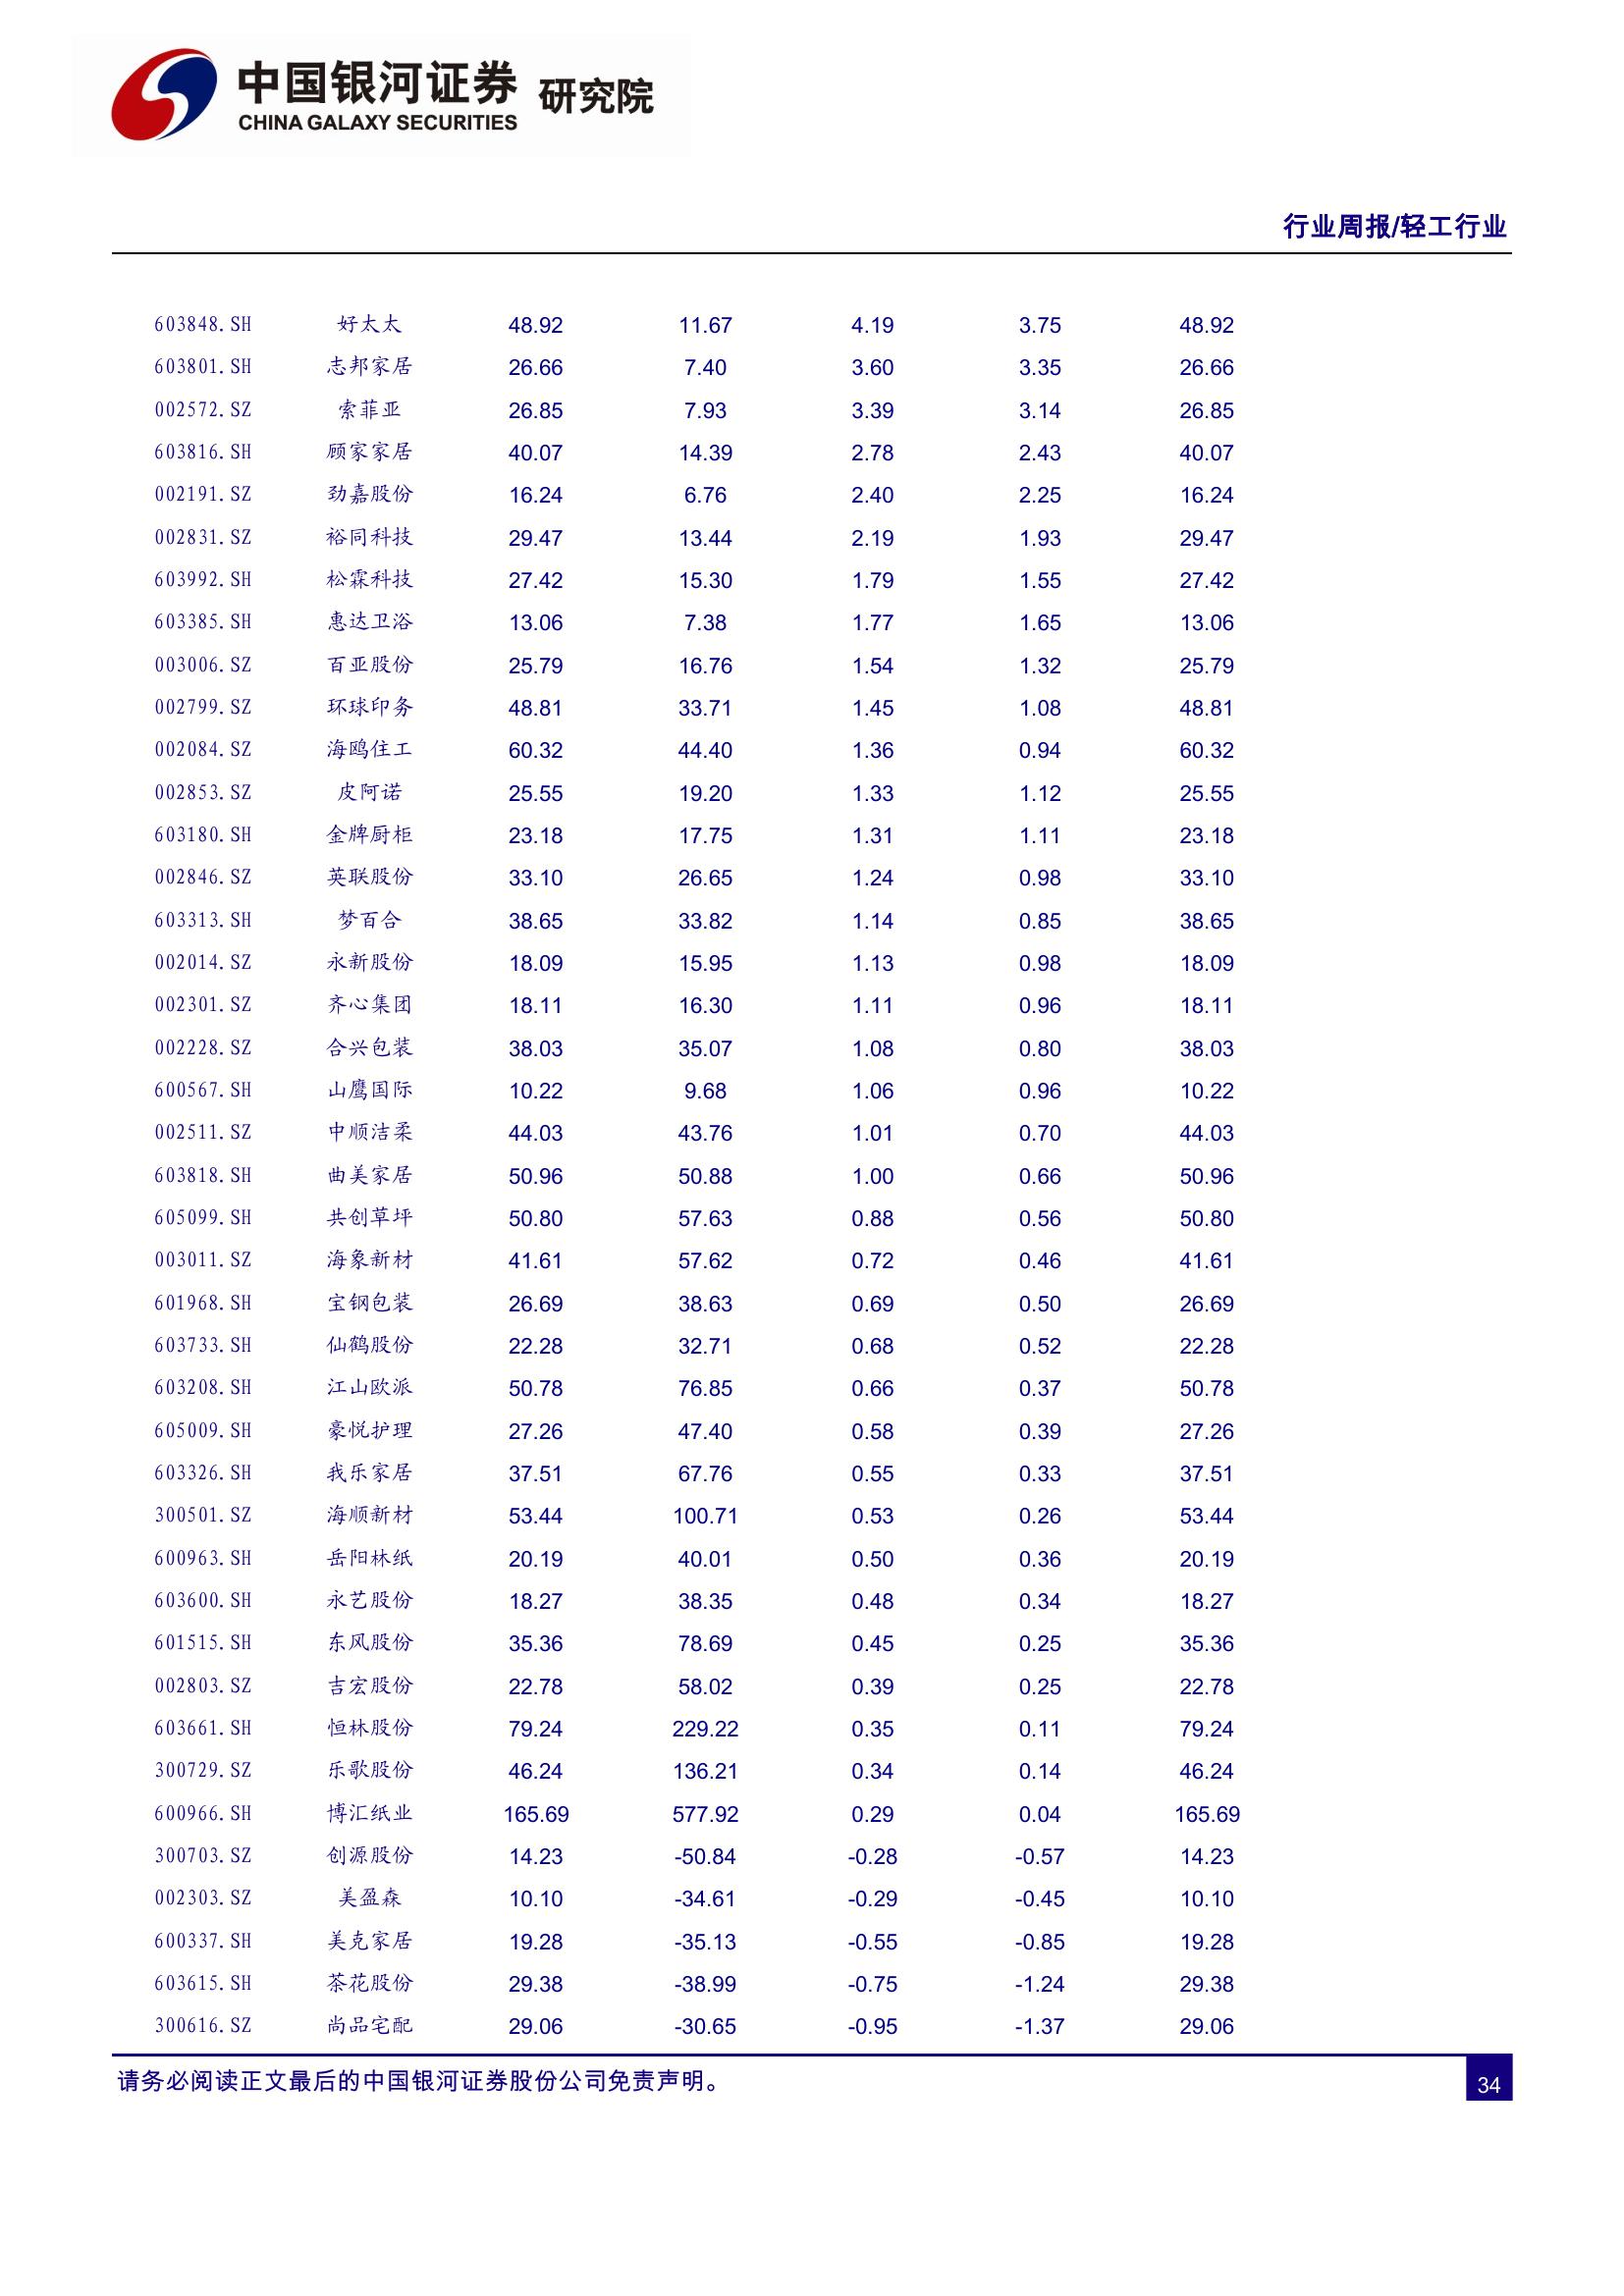 中国银河证券 研究院
CHINA GALAXY SECURITIES
行业周报/轻工行业
603848.SH 好太太 48.92 11.67 4.19 3.75 48.92
603801.SH 志邦家居 26.66 7.40 3.60 3.35 26.66
002572.SZ 索菲亚 26.85 7.93 3.39 3.14 26.85
603816.SH 顾家家居 40.07 14.39 2.78 2.43 40.07
002191.SZ 劲嘉股份 16.24 6.76 2.40 2.25 16.24
002831.SZ 裕同科技 29.47 13.44 2.19 1.93 29.47
603992.SH 松霖科技 27.42 15.30 1.79 1.55 27.42
603385.SH 惠达卫浴 13.06 7.38 1.77 1.65 13.06
003006.SZ 百亚股份 25.79 16.76 1.54 1.32 25.79
002799.SZ 环球印务 48.81 33.71 1.45 1.08 48.81
002084.SZ 海鸥住工 60.32 44.40 1.36 0.94 60.32
002853.SZ 皮阿诺 25.55 19.20 1.33 1.12 25.55
603180.SH 金牌厨柜 23.18 17.75 1.31 1.11 23.18
002846.SZ 英联股份 33.10 26.65 1.24 0.98 33.10
603313.SH 梦百合 38.65 33.82 1.14 0.85 38.65
002014.SZ 永新股份 18.09 15.95 1.13 0.98 18.09
002301.SZ 齐心集团 18.11 16.30 1.11 0.96 18.11
002228.SZ 合兴包装 38.03 35.07 1.08 0.80 38.03
600567.SH 山鹰国际 10.22 9.68 1.06 0.96 10.22
002511.SZ 中顺洁柔 44.03 43.76 1.01 0.70 44.03
603818.SH 曲美家居 50.96 50.88 1.00 0.66 50.96
605099.SH 共创草坪 50.80 57.63 0.88 0.56 50.80
003011.SZ 海象新材 41.61 57.62 0.72 0.46 41.61
601968.SH 宝钢包装 26.69 38.63 0.69 0.50 26.69
603733.SH 仙鹤股份 22.28 32.71 0.68 0.52 22.28
603208.SH 江山欧派 50.78 76.85 0.66 0.37 50.78
605009.SH 豪悦护理 27.26 47.40 0.58 0.39 27.26
603326.SH 我乐家居 37.51 67.76 0.55 0.33 37.51
300501.SZ 海顺新材 53.44 100.71 0.53 0.26 53.44
600963.SH 岳阳林纸 20.19 40.01 0.50 0.36 20.19
603600.SH 永艺股份 18.27 38.35 0.48 0.34 18.27
601515.SH 东风股份 35.36 78.69 0.45 0.25 35.36
002803.SZ 吉宏股份 22.78 58.02 0.39 0.25 22.78
603661.SH 恒林股份 79.24 229.22 0.35 0.11 79.24
300729.SZ 乐歌股份 46.24 136.21 0.34 0.14 46.24
600966.SH 博汇纸业 165.69 577.92 0.29 0.04 165.69
300703.SZ 创源股份 14.23 -50.84 -0.28 -0.57 14.23
002303.SZ 美盈森 10.10 -34.61 -0.29 -0.45 10.10
600337.SH 美克家居 19.28 -35.13 -0.55 -0.85 19.28
603615.SH 茶花股份 29.38 -38.99 -0.75 -1.24 29.38
300616.SZ 尚品宅配 29.06 -30.65 -0.95 -1.37 29.06
请务必阅读正文最后的中国银河证券股份公司免责声明。
34